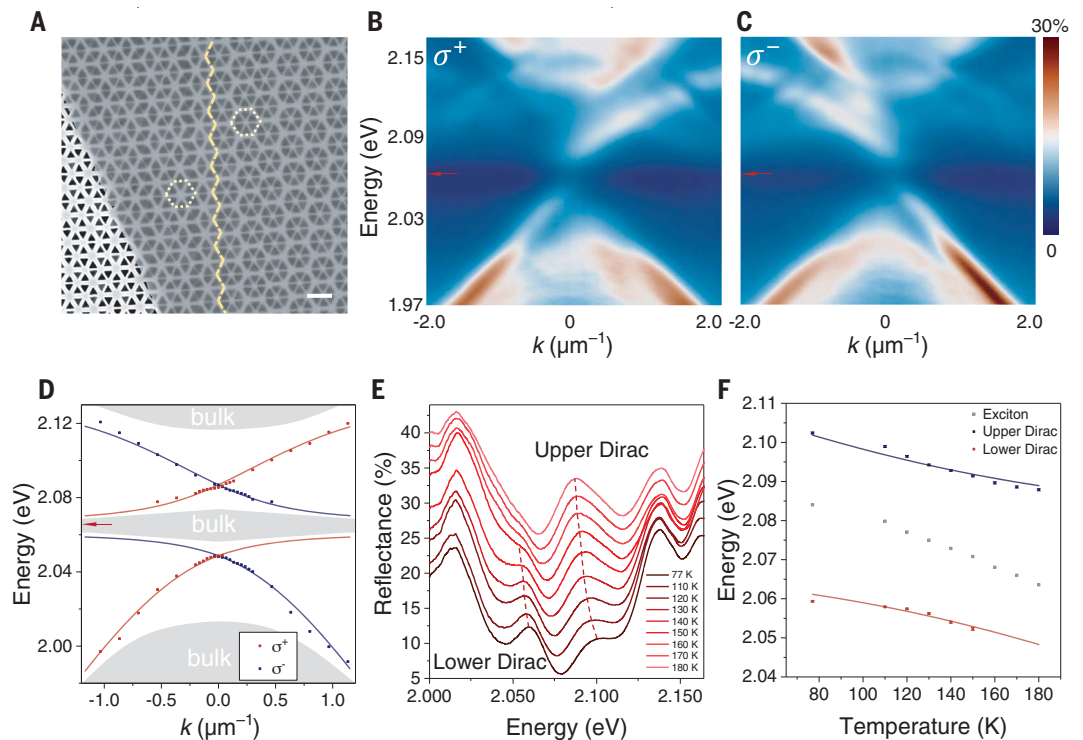 A
B
C
σ⁺
σ⁻
30%
0
Energy (eV)
2.15
2.09
2.03
1.97
-2.0
0
2.0
k (μm⁻¹)
-2.0
0
2.0
k (μm⁻¹)
D
E
F
bulk
bulk
bulk
Energy (eV)
2.12
2.08
2.04
2.00
-1.0
-0.5
0.0
0.5
1.0
k (μm⁻¹)
σ⁺
σ⁻
Reflectance (%)
40
35
30
25
20
15
10
5
Upper Dirac
Lower Dirac
77 K
110 K
120 K
130 K
140 K
150 K
160 K
170 K
180 K
2.000
2.050
2.100
2.150
Energy (eV)
Energy (eV)
2.11
2.10
2.09
2.08
2.07
2.06
2.05
2.04
Exciton
Upper Dirac
Lower Dirac
80
100
120
140
160
180
Temperature (K)